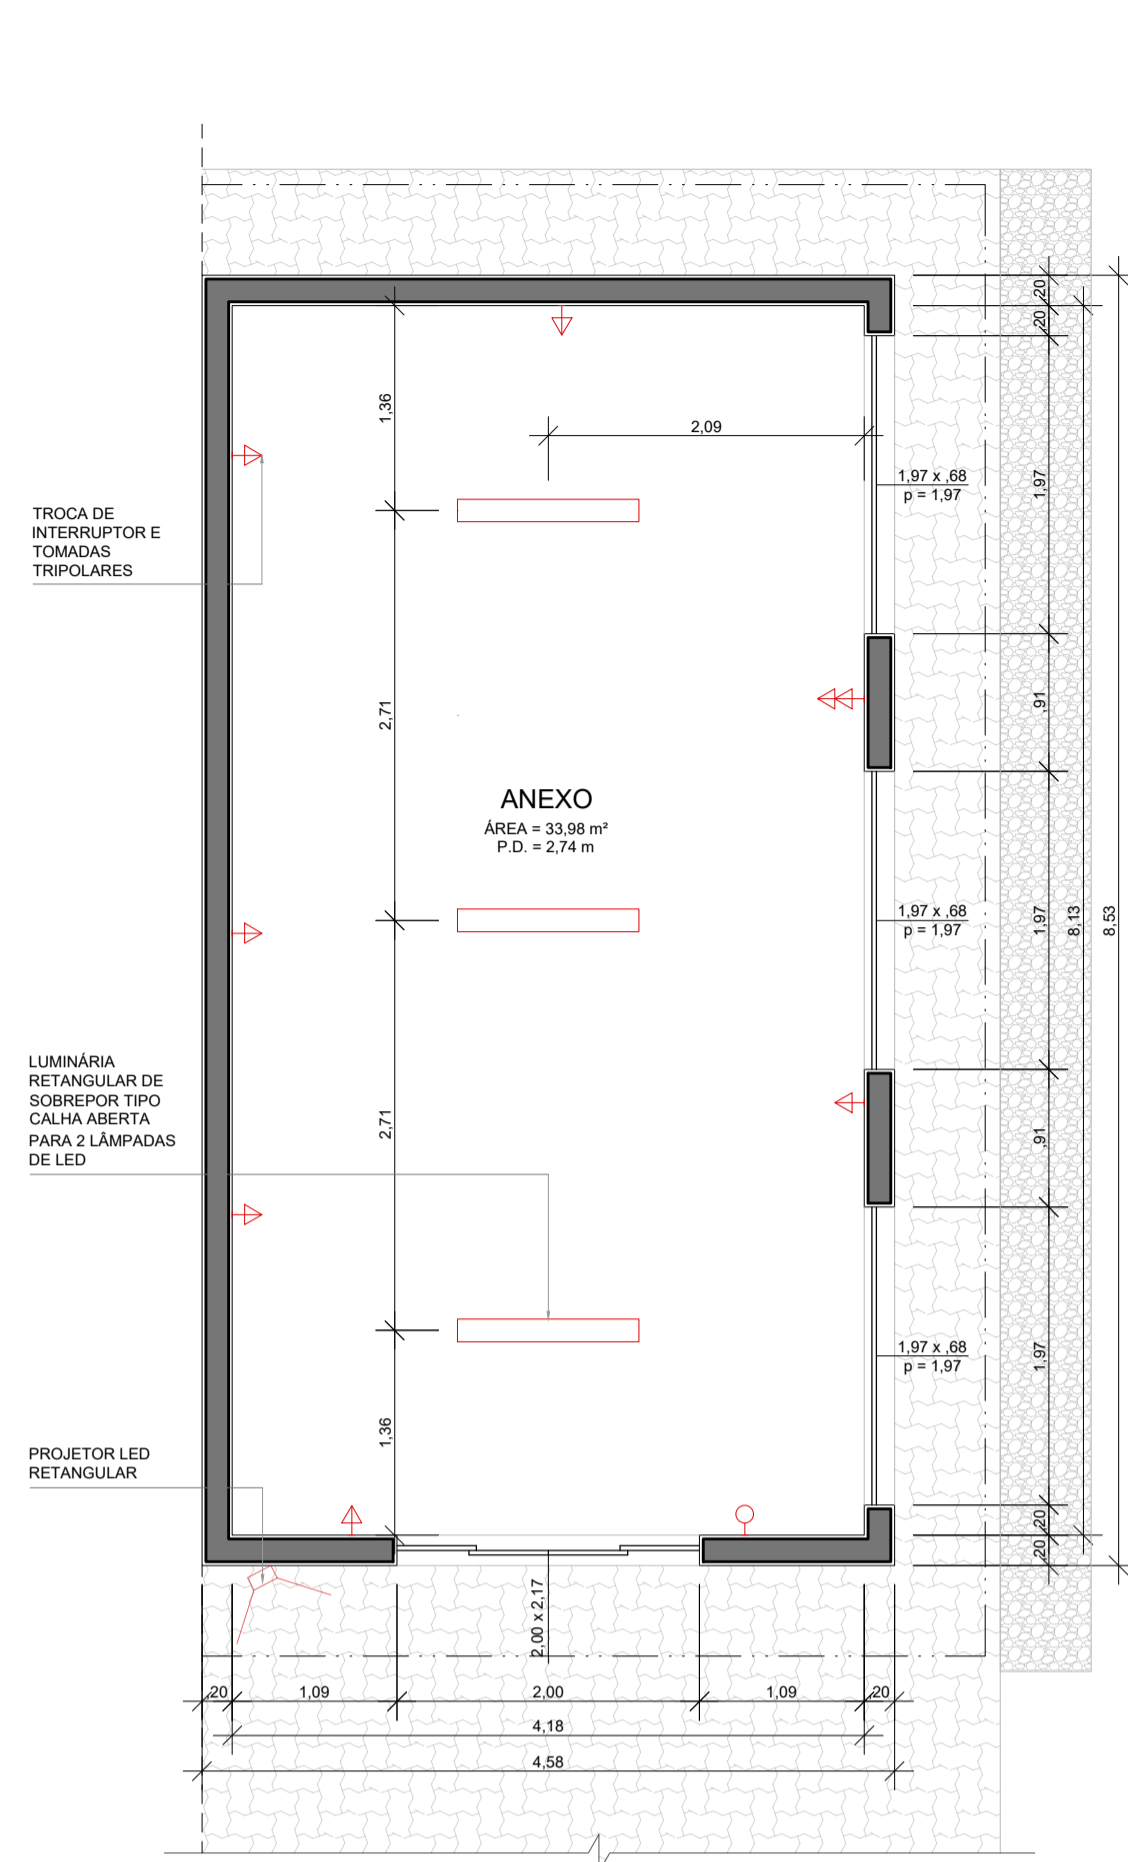 ,20
,20
1,36
2,09
1,97 x ,68
p = 1,97
1,97
TROCA DE
INTERRUPTOR E
TOMADAS
TRIPOLARES
2,71
,91
ANEXO
ÁREA = 33,98 m²
P.D. = 2,74 m
1,97 x ,68
p = 1,97
1,97
8,13
8,53
LUMINÁRIA
RETANGULAR DE
SOBREPOR TIPO
CALHA ABERTA
PARA 2 LÂMPADAS
DE LED
2,71
,91
1,97 x ,68
p = 1,97
1,97
1,36
PROJETOR LED
RETANGULAR
,20
,20
2,00 x 2,17
,20
1,09
2,00
1,09
,20
4,18
4,58